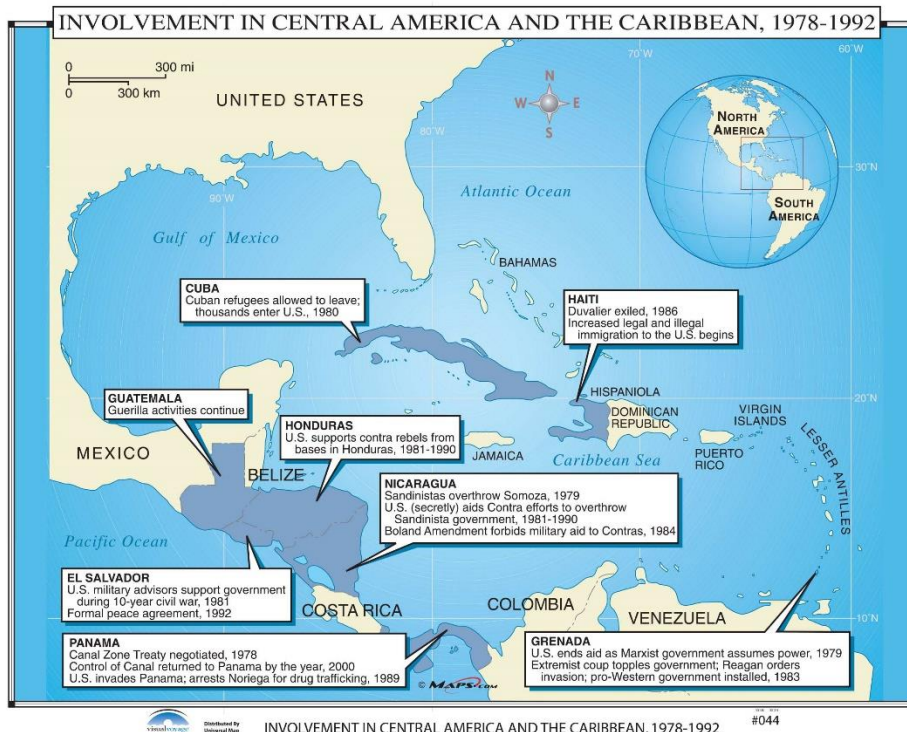 INVOLVEMENT IN CENTRAL AMERICA AND THE CARIBBEAN, 1978-1992
0 300 mi
0 300 km
UNITED STATES
N
W E
S
70°W
60°W
80°W
90°W
30°N
20°N
10°N
NORTH
AMERICA
SOUTH
AMERICA
Atlantic Ocean
Gulf of Mexico
BAHAMAS
CUBA
Cuban refugees allowed to leave;
thousands enter U.S., 1980
HAITI
Duvalier exiled, 1986
Increased legal and illegal
immigration to the U.S. begins
GUATEMALA
Guerilla activities continue
HISPANIOLA
DOMINICAN
REPUBLIC
VIRGIN
ISLANDS
PUERTO
RICO
LESSER ANTILLES
HONDURAS
U.S. supports contra rebels from
bases in Honduras, 1981-1990
MEXICO
BELIZE
JAMAICA
Caribbean Sea
NICARAGUA
Sandinistas overthrow Somoza, 1979
U.S. (secretly) aids Contra efforts to overthrow
Sandinista government, 1981-1990
Boland Amendment forbids military aid to Contras, 1984
Pacific Ocean
EL SALVADOR
U.S. military advisors support government
during 10-year civil war, 1981
Formal peace agreement, 1992
COSTA RICA
COLOMBIA
VENEZUELA
PANAMA
Canal Zone Treaty negotiated, 1978
Control of Canal returned to Panama by the year, 2000
U.S. invades Panama; arrests Noriega for drug trafficking, 1989
GRENADA
U.S. ends aid as Marxist government assumes power, 1979
Extremist coup topples government; Reagan orders
invasion; pro-Western government installed, 1983
© MAPS.COM
visualvoyage
Distributed By
Universal Map
INVOLVEMENT IN CENTRAL AMERICA AND THE CARIBBEAN, 1978-1992
#044